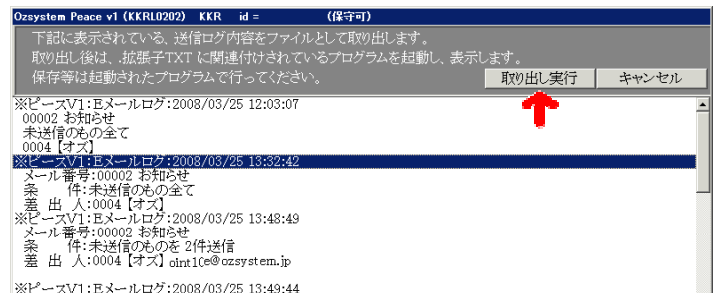 Ozsystem Peace v1 (KKRL0202) KKR id = (保守可)
下記に表示されている、送信ログ内容をファイルとして取り出します。
取り出し後は、.拡張子TXT に関連付けされているプログラムを起動し、表示します。
保存等は起動されたプログラムで行ってください。
取り出し実行 キャンセル
※ピースV1:Eメールログ:2008/03/25 12:03:07
00002 お知らせ
未送信のもの全て
0004 【オズ】
※ピースV1:Eメールログ:2008/03/25 13:32:42
メール番号:00002 お知らせ
条 件:未送信のもの全て
差 出 人:0004 【オズ】
※ピースV1:Eメールログ:2008/03/25 13:48:49
メール番号:00002 お知らせ
条 件:未送信のものを 2件送信
差 出 人:0004 【オズ】 @ozsystem.jp
※ピースV1:Eメールログ:2008/03/25 13:49:44